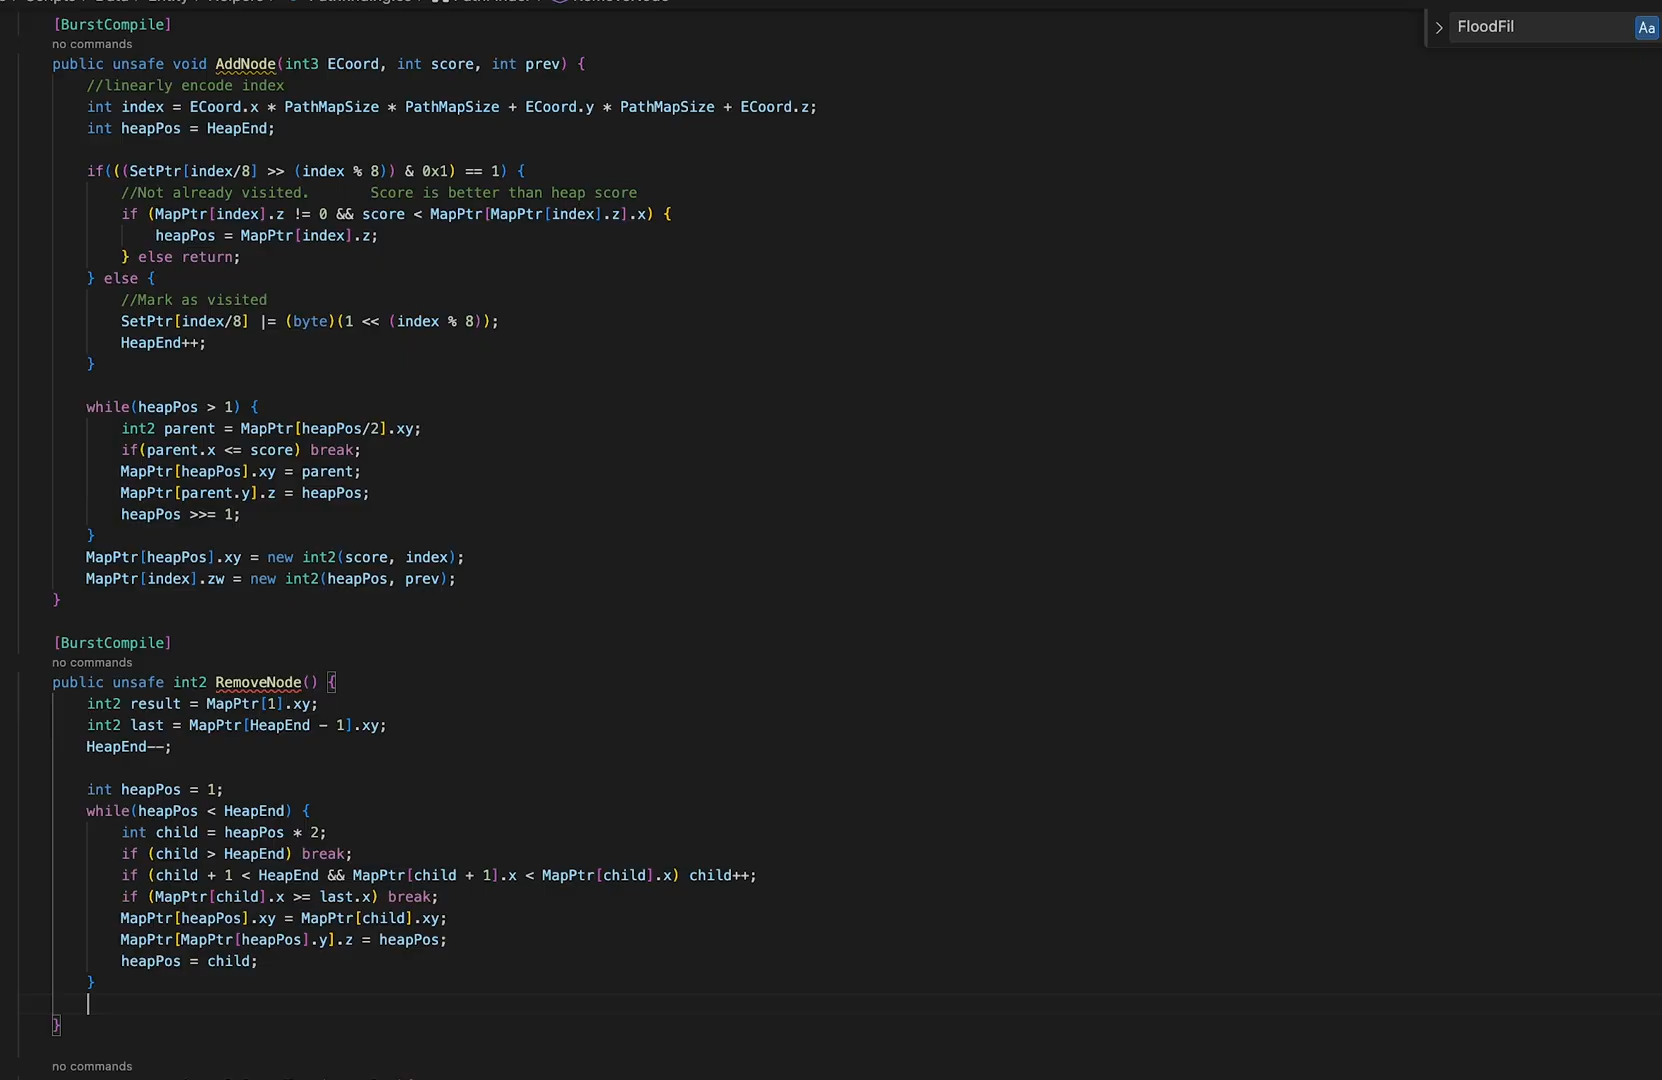 FloodFil
Aa
[BurstCompile]
no commands
public unsafe void AddNode(int3 ECoord, int score, int prev) {
//linearly encode index
int index = ECoord.x * PathMapSize * PathMapSize + ECoord.y * PathMapSize + ECoord.z;
int heapPos = HeapEnd;
if(((SetPtr[index/8] >> (index % 8)) & 0x1) == 1) {
//Not already visited.       Score is better than heap score
if (MapPtr[index].z != 0 && score < MapPtr[MapPtr[index].z].x) {
heapPos = MapPtr[index].z;
} else return;
} else {
//Mark as visited
SetPtr[index/8] |= (byte)(1 << (index % 8));
HeapEnd++;
}
while(heapPos > 1) {
int2 parent = MapPtr[heapPos/2].xy;
if(parent.x <= score) break;
MapPtr[heapPos].xy = parent;
MapPtr[parent.y].z = heapPos;
heapPos >>= 1;
}
MapPtr[heapPos].xy = new int2(score, index);
MapPtr[index].zw = new int2(heapPos, prev);
}
[BurstCompile]
no commands
public unsafe int2 RemoveNode() {
int2 result = MapPtr[1].xy;
int2 last = MapPtr[HeapEnd - 1].xy;
HeapEnd--;
int heapPos = 1;
while(heapPos < HeapEnd) {
int child = heapPos * 2;
if (child > HeapEnd) break;
if (child + 1 < HeapEnd && MapPtr[child + 1].x < MapPtr[child].x) child++;
if (MapPtr[child].x >= last.x) break;
MapPtr[heapPos].xy = MapPtr[child].xy;
MapPtr[MapPtr[heapPos].y].z = heapPos;
heapPos = child;
}
}
no commands